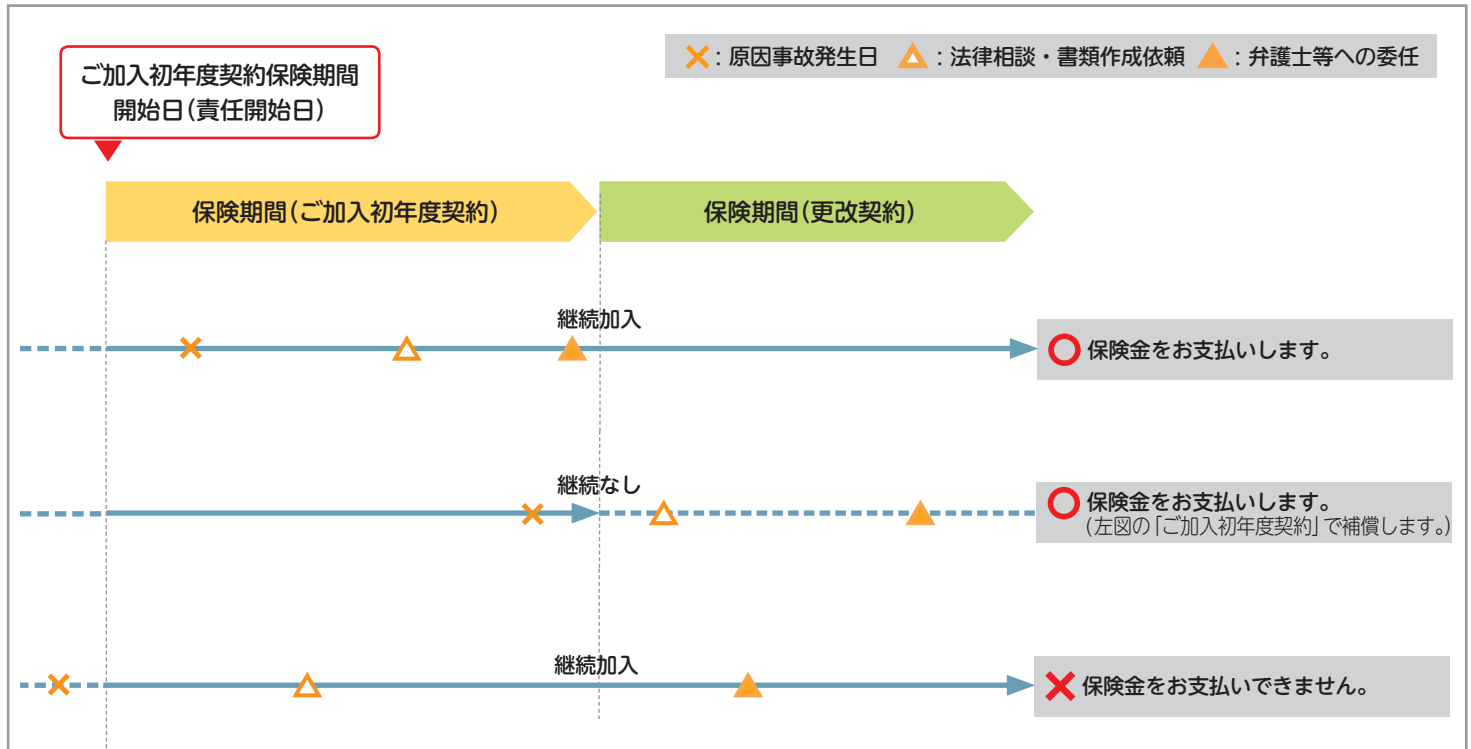 ご加入初年度契約保険期間
開始日(責任開始日)
×：原因事故発生日 △：法律相談・書類作成依頼 ▲：弁護士等への委任
保険期間(ご加入初年度契約)
保険期間(更改契約)
継続加入
保険金をお支払いします。
継続なし
保険金をお支払いします。
(左図の「ご加入初年度契約」で補償します。)
継続加入
保険金をお支払いできません。